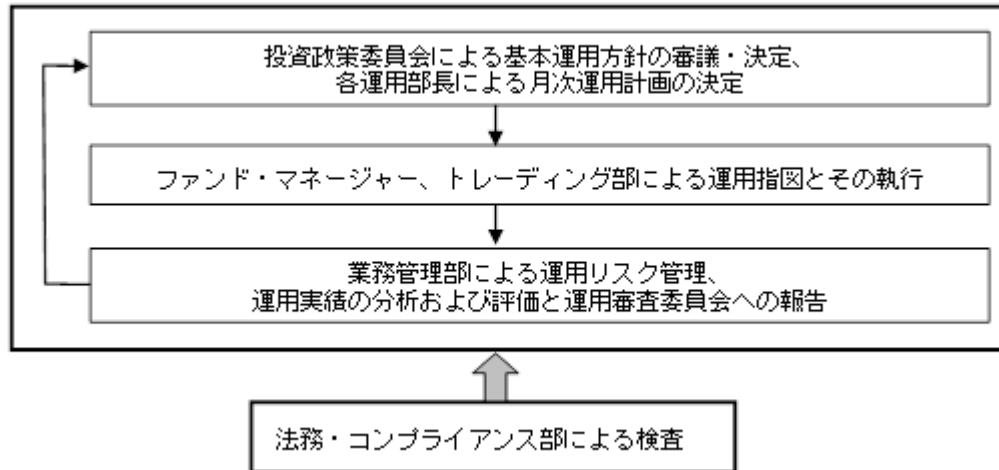 投資政策委員会による基本運用方針の審議・決定、
各運用部長による月次運用計画の決定
ファンド・マネージャー、トレーディング部による運用指図とその執行
業務管理部による運用リスク管理、
運用実績の分析および評価と運用審査委員会への報告
法務・コンプライアンス部による検査